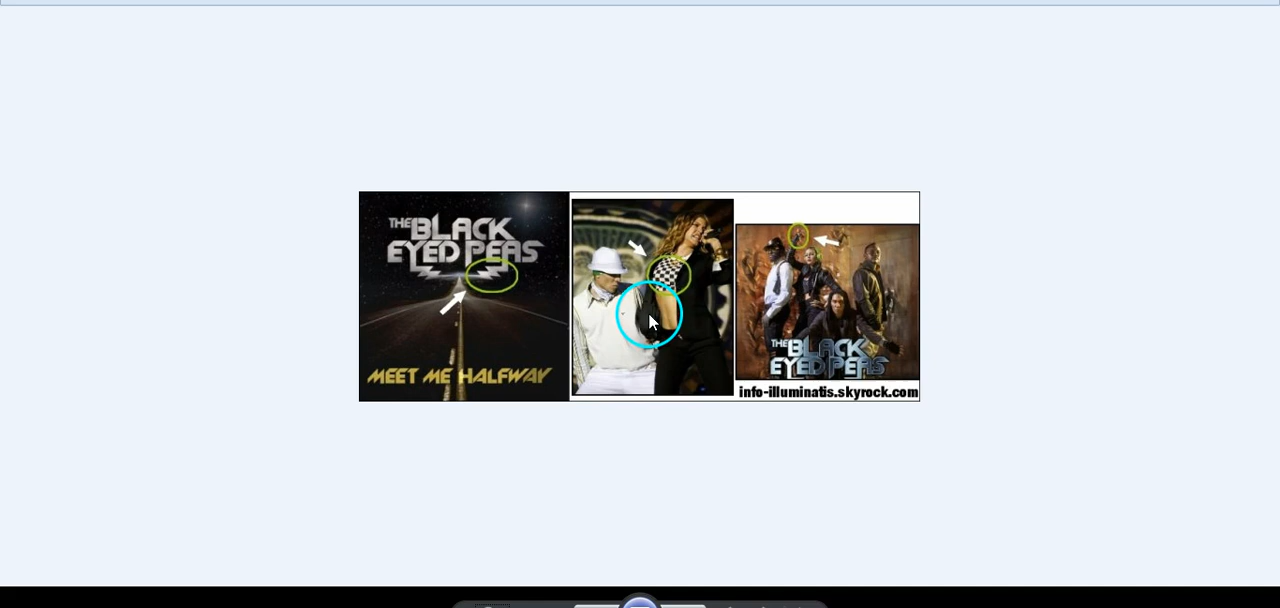 THE BLACK
EYED PEAS
MEET ME HALFWAY
THE BLACK
EYED PEAS
info-illuminatis.skyrock.com